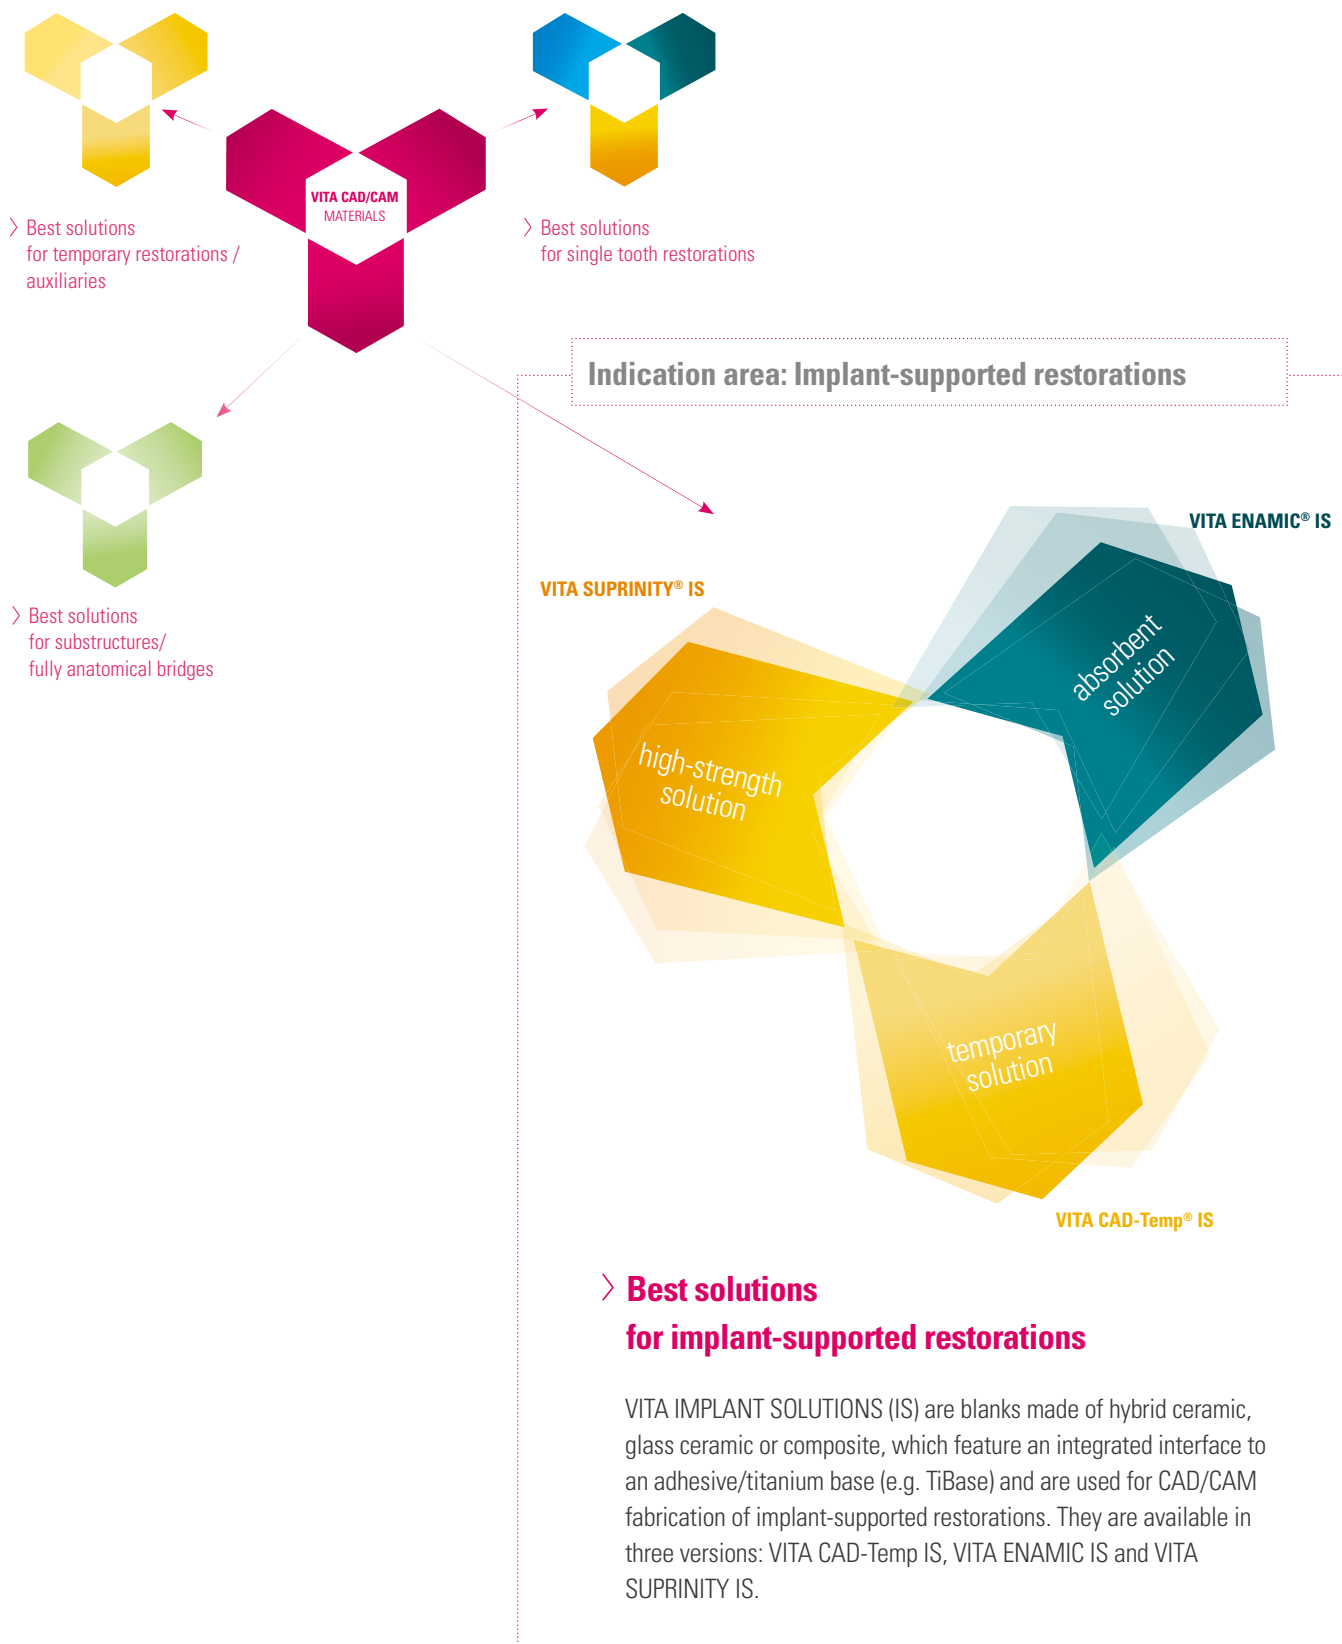 VITA CAD/CAM
MATERIALS
〉Best solutions
for temporary restorations /
auxiliaries
〉Best solutions
for single tooth restorations
Indication area: Implant-supported restorations
〉Best solutions
for substructures/
fully anatomical bridges
VITA ENAMIC® IS
VITA SUPRINITY® IS
absorbent
solution
high-strength
solution
temporary
solution
VITA CAD-Temp® IS
〉Best solutions
for implant-supported restorations
VITA IMPLANT SOLUTIONS (IS) are blanks made of hybrid ceramic,
glass ceramic or composite, which feature an integrated interface to
an adhesive/titanium base (e.g. TiBase) and are used for CAD/CAM
fabrication of implant-supported restorations. They are available in
three versions: VITA CAD-Temp IS, VITA ENAMIC IS and VITA
SUPRINITY IS.